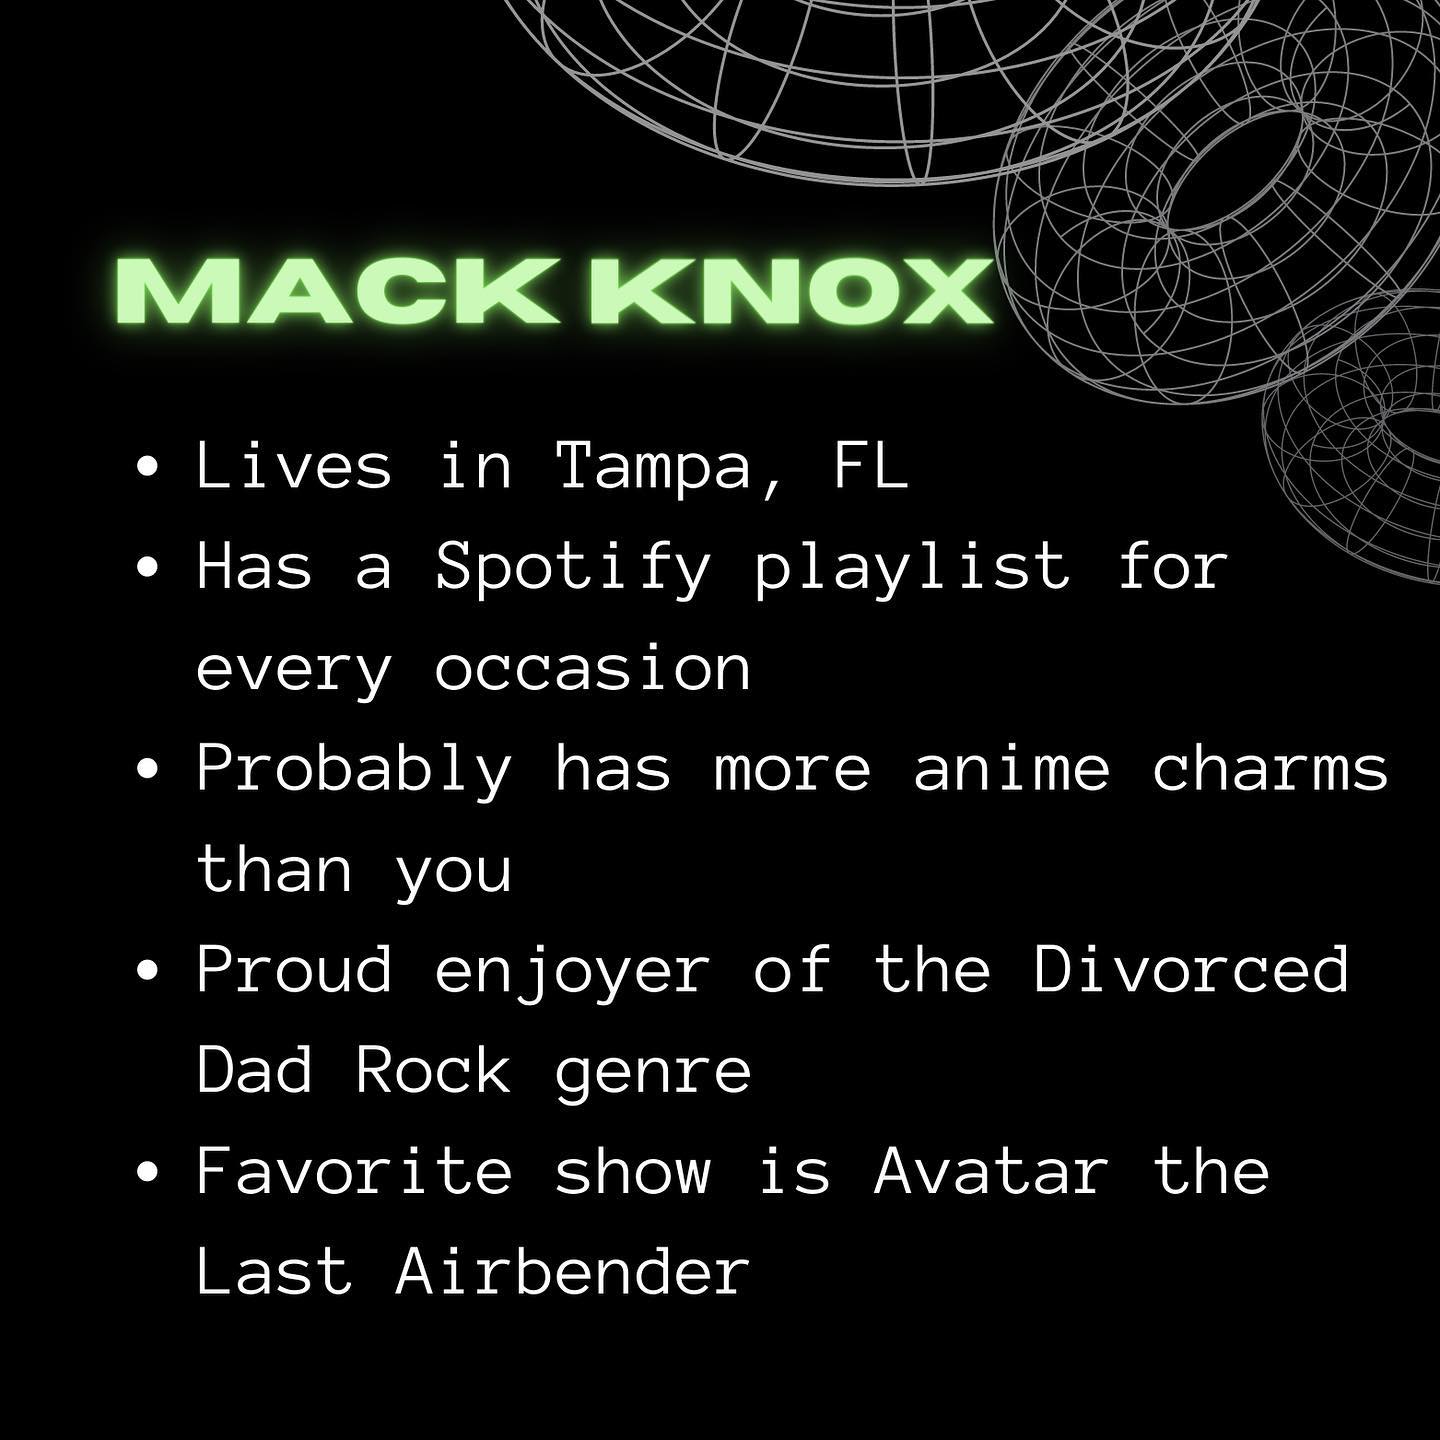 MACK KNOX
• Lives in Tampa, FL
• Has a Spotify playlist for
every occasion
• Probably has more anime charms
than you
• Proud enjoyer of the Divorced
Dad Rock genre
• Favorite show is Avatar the
Last Airbender